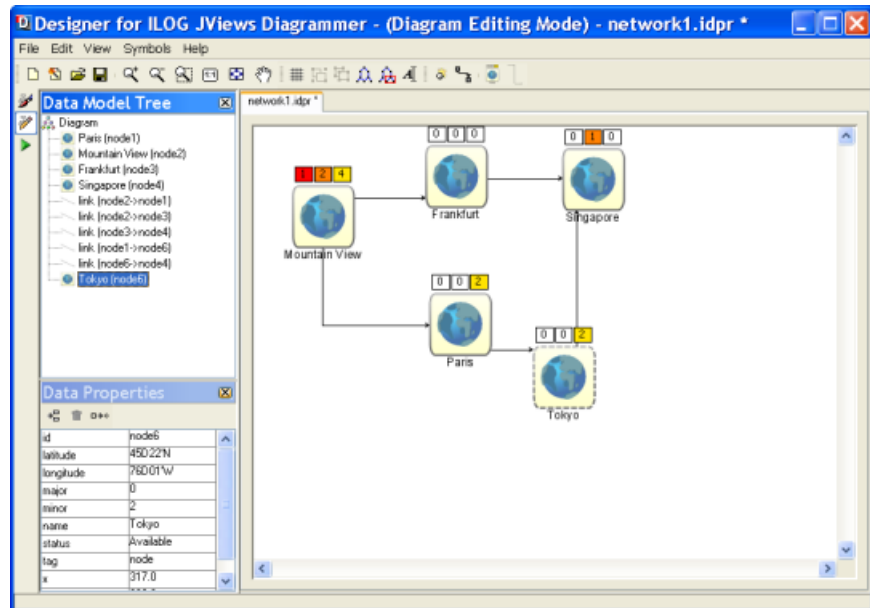 Designer for ILOG JViews Diagrammer - (Diagram Editing Mode) - network1.idpr *
File Edit View Symbols Help
Data Model Tree
Diagram
Paris (node1)
Mountain View (node2)
Frankfurt (node3)
Singapore (node4)
link (node2->node1)
link (node2->node3)
link (node3->node4)
link (node1->node6)
link (node6->node4)
Tokyo (node6)
Data Properties
id node6
latitude 45D22'N
longitude 76D01'W
major 0
minor 2
name Tokyo
status Available
tag node
x 317.0
network1.idpr *
0 0 0
0 1 0
1 2 4
Frankfurt
Singapore
Mountain View
0 0 2
Paris
0 0 2
Tokyo